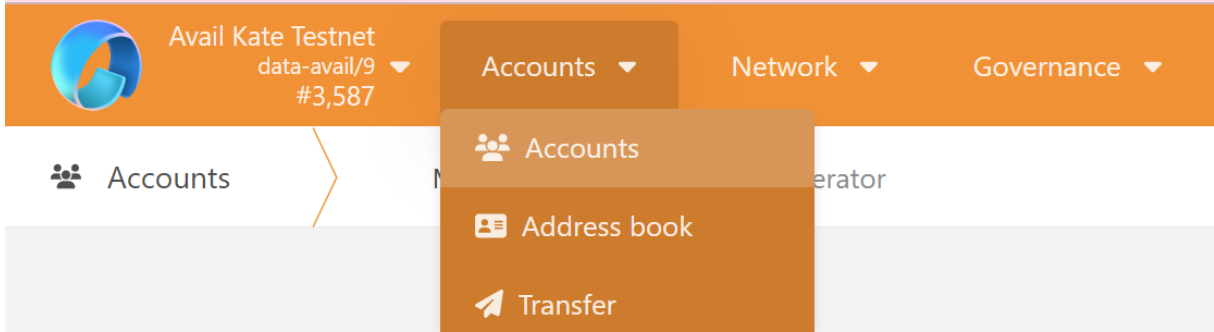 Avail Kate Testnet
data-avail/9
#3,587
Accounts
Network
Governance
Accounts
Accounts
erator
Address book
Transfer